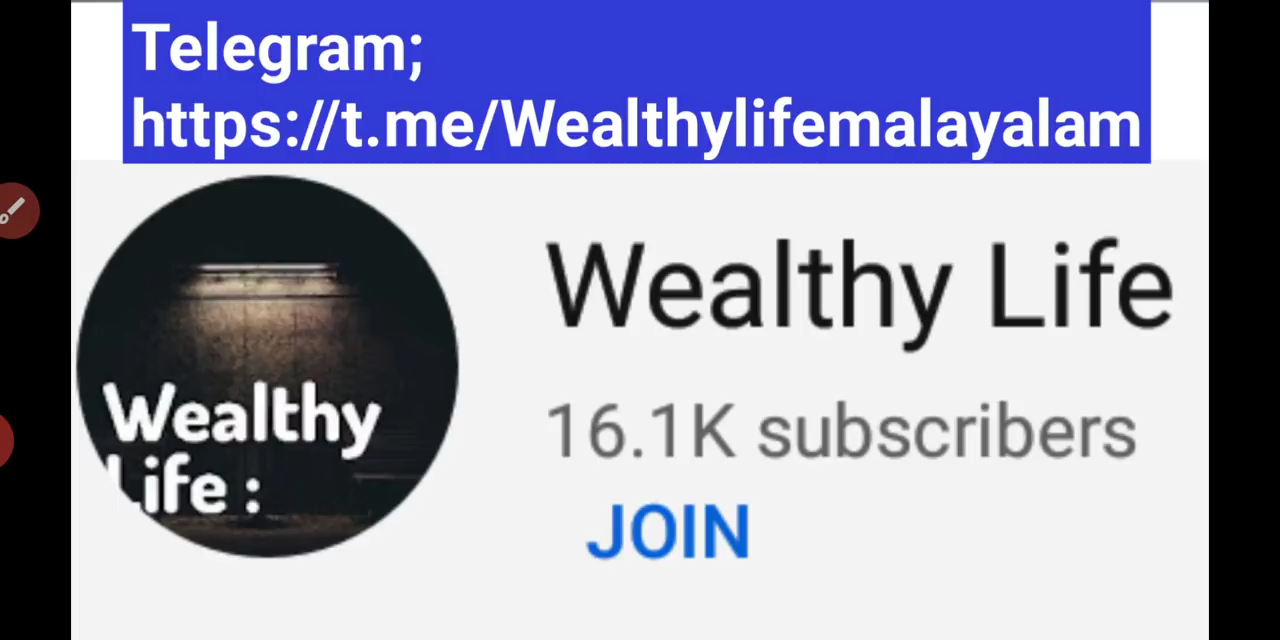 Telegram;
https://t.me/Wealthylifemalayalam
Wealthy Life
16.1K subscribers
JOIN
Wealthy
Life :